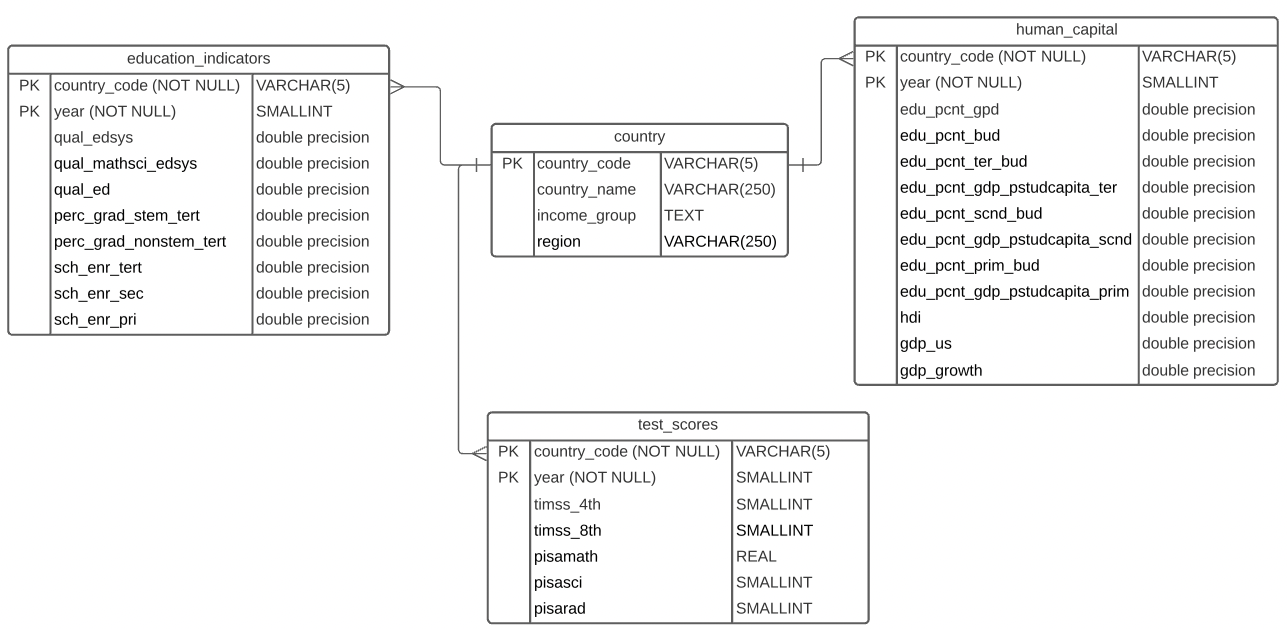 education_indicators
PK country_code (NOT NULL) VARCHAR(5)
PK year (NOT NULL) SMALLINT
qual_edsys double precision
qual_mathsci_edsys double precision
qual_ed double precision
perc_grad_stem_tert double precision
perc_grad_nonstem_tert double precision
sch_enr_tert double precision
sch_enr_sec double precision
sch_enr_pri double precision
country
PK country_code VARCHAR(5)
country_name VARCHAR(250)
income_group TEXT
region VARCHAR(250)
human_capital
PK country_code (NOT NULL) VARCHAR(5)
PK year (NOT NULL) SMALLINT
edu_pcnt_gpd double precision
edu_pcnt_bud double precision
edu_pcnt_ter_bud double precision
edu_pcnt_gdp_pstudcapita_ter double precision
edu_pcnt_scnd_bud double precision
edu_pcnt_gdp_pstudcapita_scnd double precision
edu_pcnt_prim_bud double precision
edu_pcnt_gdp_pstudcapita_prim double precision
hdi double precision
gdp_us double precision
gdp_growth double precision
test_scores
PK country_code (NOT NULL) VARCHAR(5)
PK year (NOT NULL) SMALLINT
timss_4th SMALLINT
timss_8th SMALLINT
pisamath REAL
pisasci SMALLINT
pisarad SMALLINT